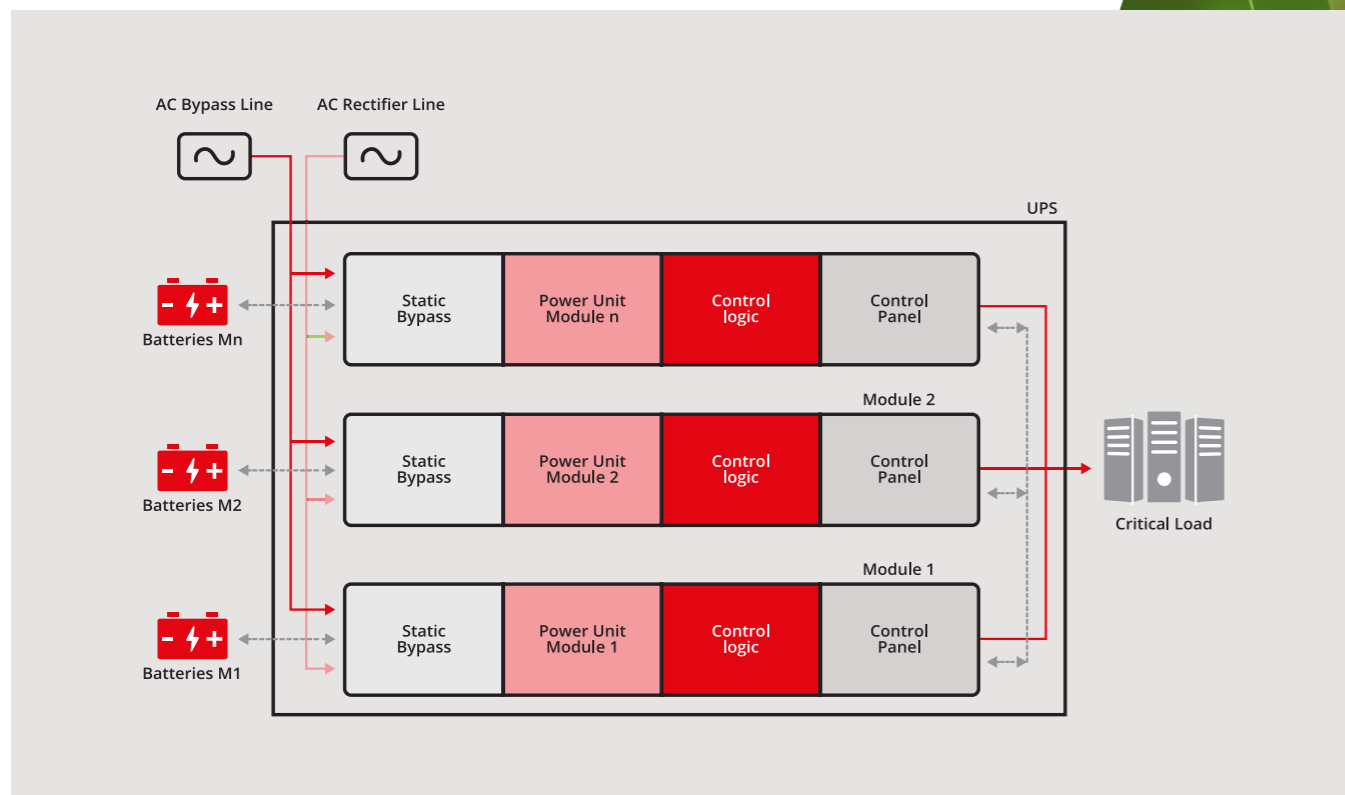 AC Bypass Line
AC Rectifier Line
UPS
Batteries Mn
Static
Bypass
Power Unit
Module n
Control
logic
Control
Panel
Module 2
Batteries M2
Static
Bypass
Power Unit
Module 2
Control
logic
Control
Panel
Critical Load
Module 1
Batteries M1
Static
Bypass
Power Unit
Module 1
Control
logic
Control
Panel